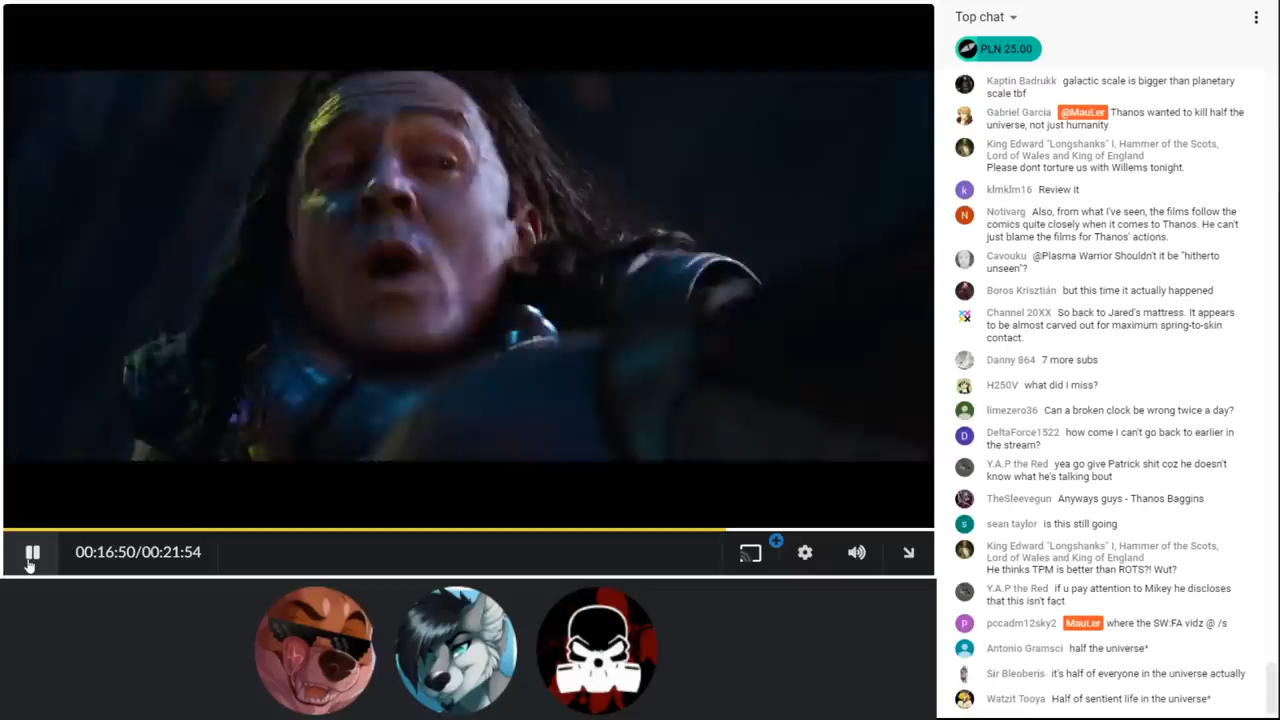 Top chat
PLN 25.00
Kaptin Badrukk galactic scale is bigger than planetary
scale tbf
Gabriel Garcia @MauLer Thanos wanted to kill half the
universe, not just humanity
King Edward "Longshanks" I, Hammer of the Scots,
Lord of Wales and King of England
Please dont torture us with Willems tonight.
k klmklm16 Review it
N Notivarg Also, from what I've seen, the films follow the
comics quite closely when it comes to Thanos. He can't
just blame the films for Thanos' actions.
Cavouku @Plasma Warrior Shouldn't it be "hitherto
unseen"?
Boros Krisztián but this time it actually happened
Channel 20XX So back to Jared's mattress. It appears
to be almost carved out for maximum spring-to-skin
contact.
Danny 864 7 more subs
H250V what did I miss?
limezero36 Can a broken clock be wrong twice a day?
D DeltaForce1522 how come I can't go back to earlier in
the stream?
Y.A.P the Red yea go give Patrick shit coz he doesn't
know what he's talking bout
TheSleevegun Anyways guys - Thanos Baggins
s sean taylor is this still going
King Edward "Longshanks" I, Hammer of the Scots,
Lord of Wales and King of England
He thinks TPM is better than ROTS?! Wut?
Y.A.P the Red if u pay attention to Mikey he discloses
that this isn't fact
p pccadm12sky2 MauLer where the SW:FA vidz @ /s
Antonio Gramsci half the universe*
Sir Bleoberis it's half of everyone in the universe actually
Watzit Tooya Half of sentient life in the universe*
00:16:50/00:21:54